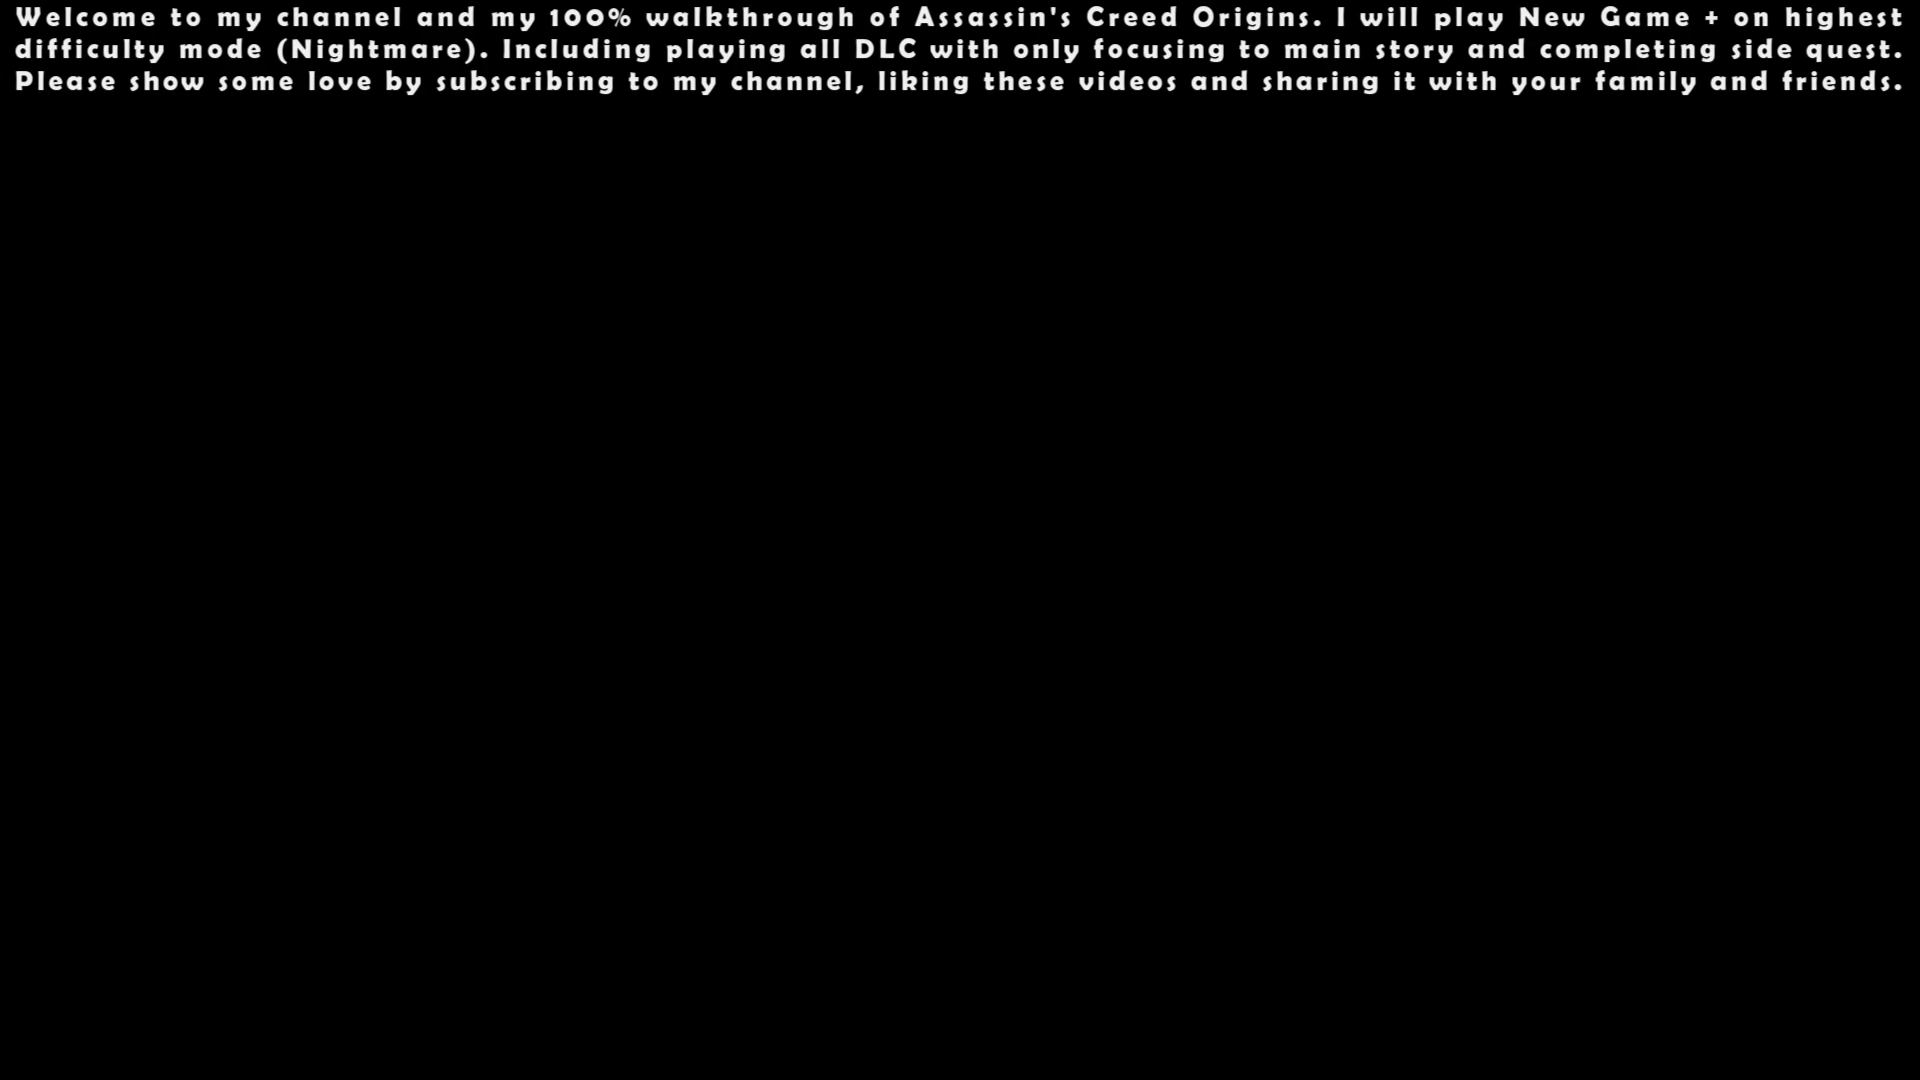 Welcome to my channel and my 100% walkthrough of Assassin's Creed Origins. I will play New Game + on highest
difficulty mode (Nightmare). Including playing all DLC with only focusing to main story and completing side quest.
Please show some love by subscribing to my channel, liking these videos and sharing it with your family and friends.